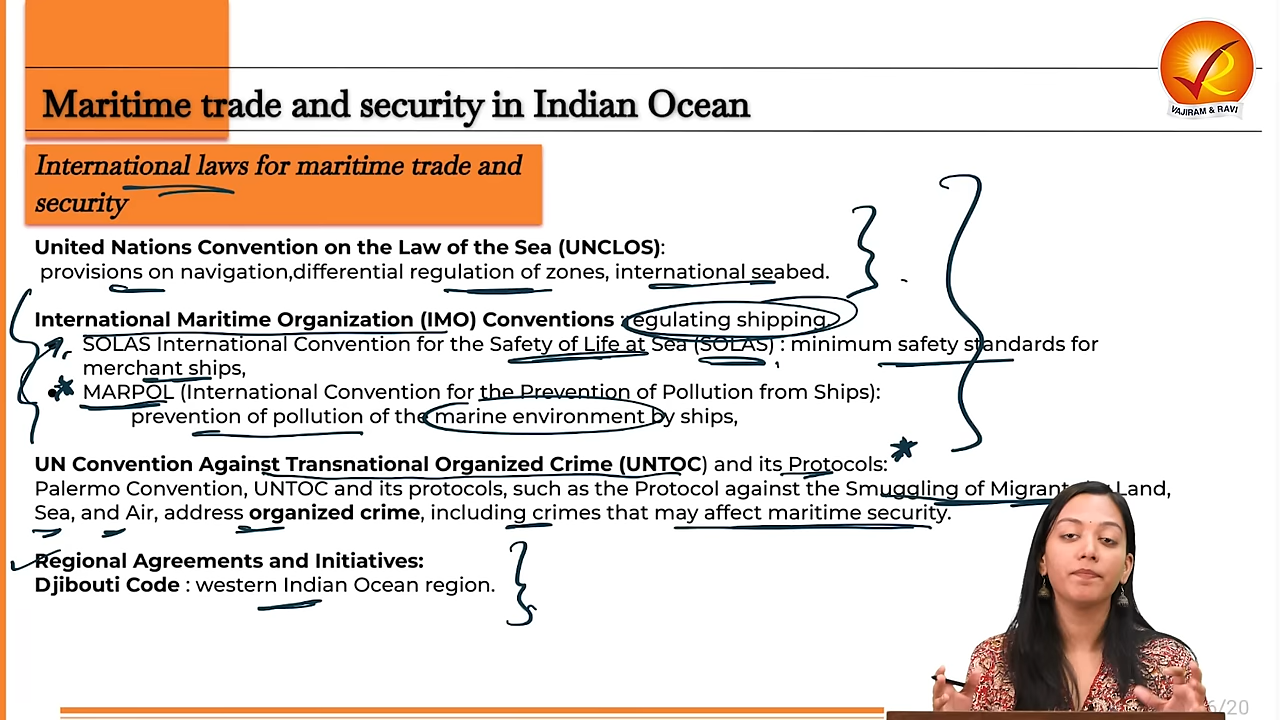 Maritime trade and security in Indian Ocean
VAJIRAM & RAVI
International laws for maritime trade and
security
United Nations Convention on the Law of the Sea (UNCLOS):
provisions on navigation,differential regulation of zones, international seabed.
International Maritime Organization (IMO) Conventions : regulating shipping,
SOLAS International Convention for the Safety of Life at Sea (SOLAS) : minimum safety standards for
merchant ships,
MARPOL (International Convention for the Prevention of Pollution from Ships):
prevention of pollution of the marine environment by ships,
UN Convention Against Transnational Organized Crime (UNTOC) and its Protocols:
Palermo Convention, UNTOC and its protocols, such as the Protocol against the Smuggling of Migrants Land,
Sea, and Air, address organized crime, including crimes that may affect maritime security.
Regional Agreements and Initiatives:
Djibouti Code : western Indian Ocean region.
6/20